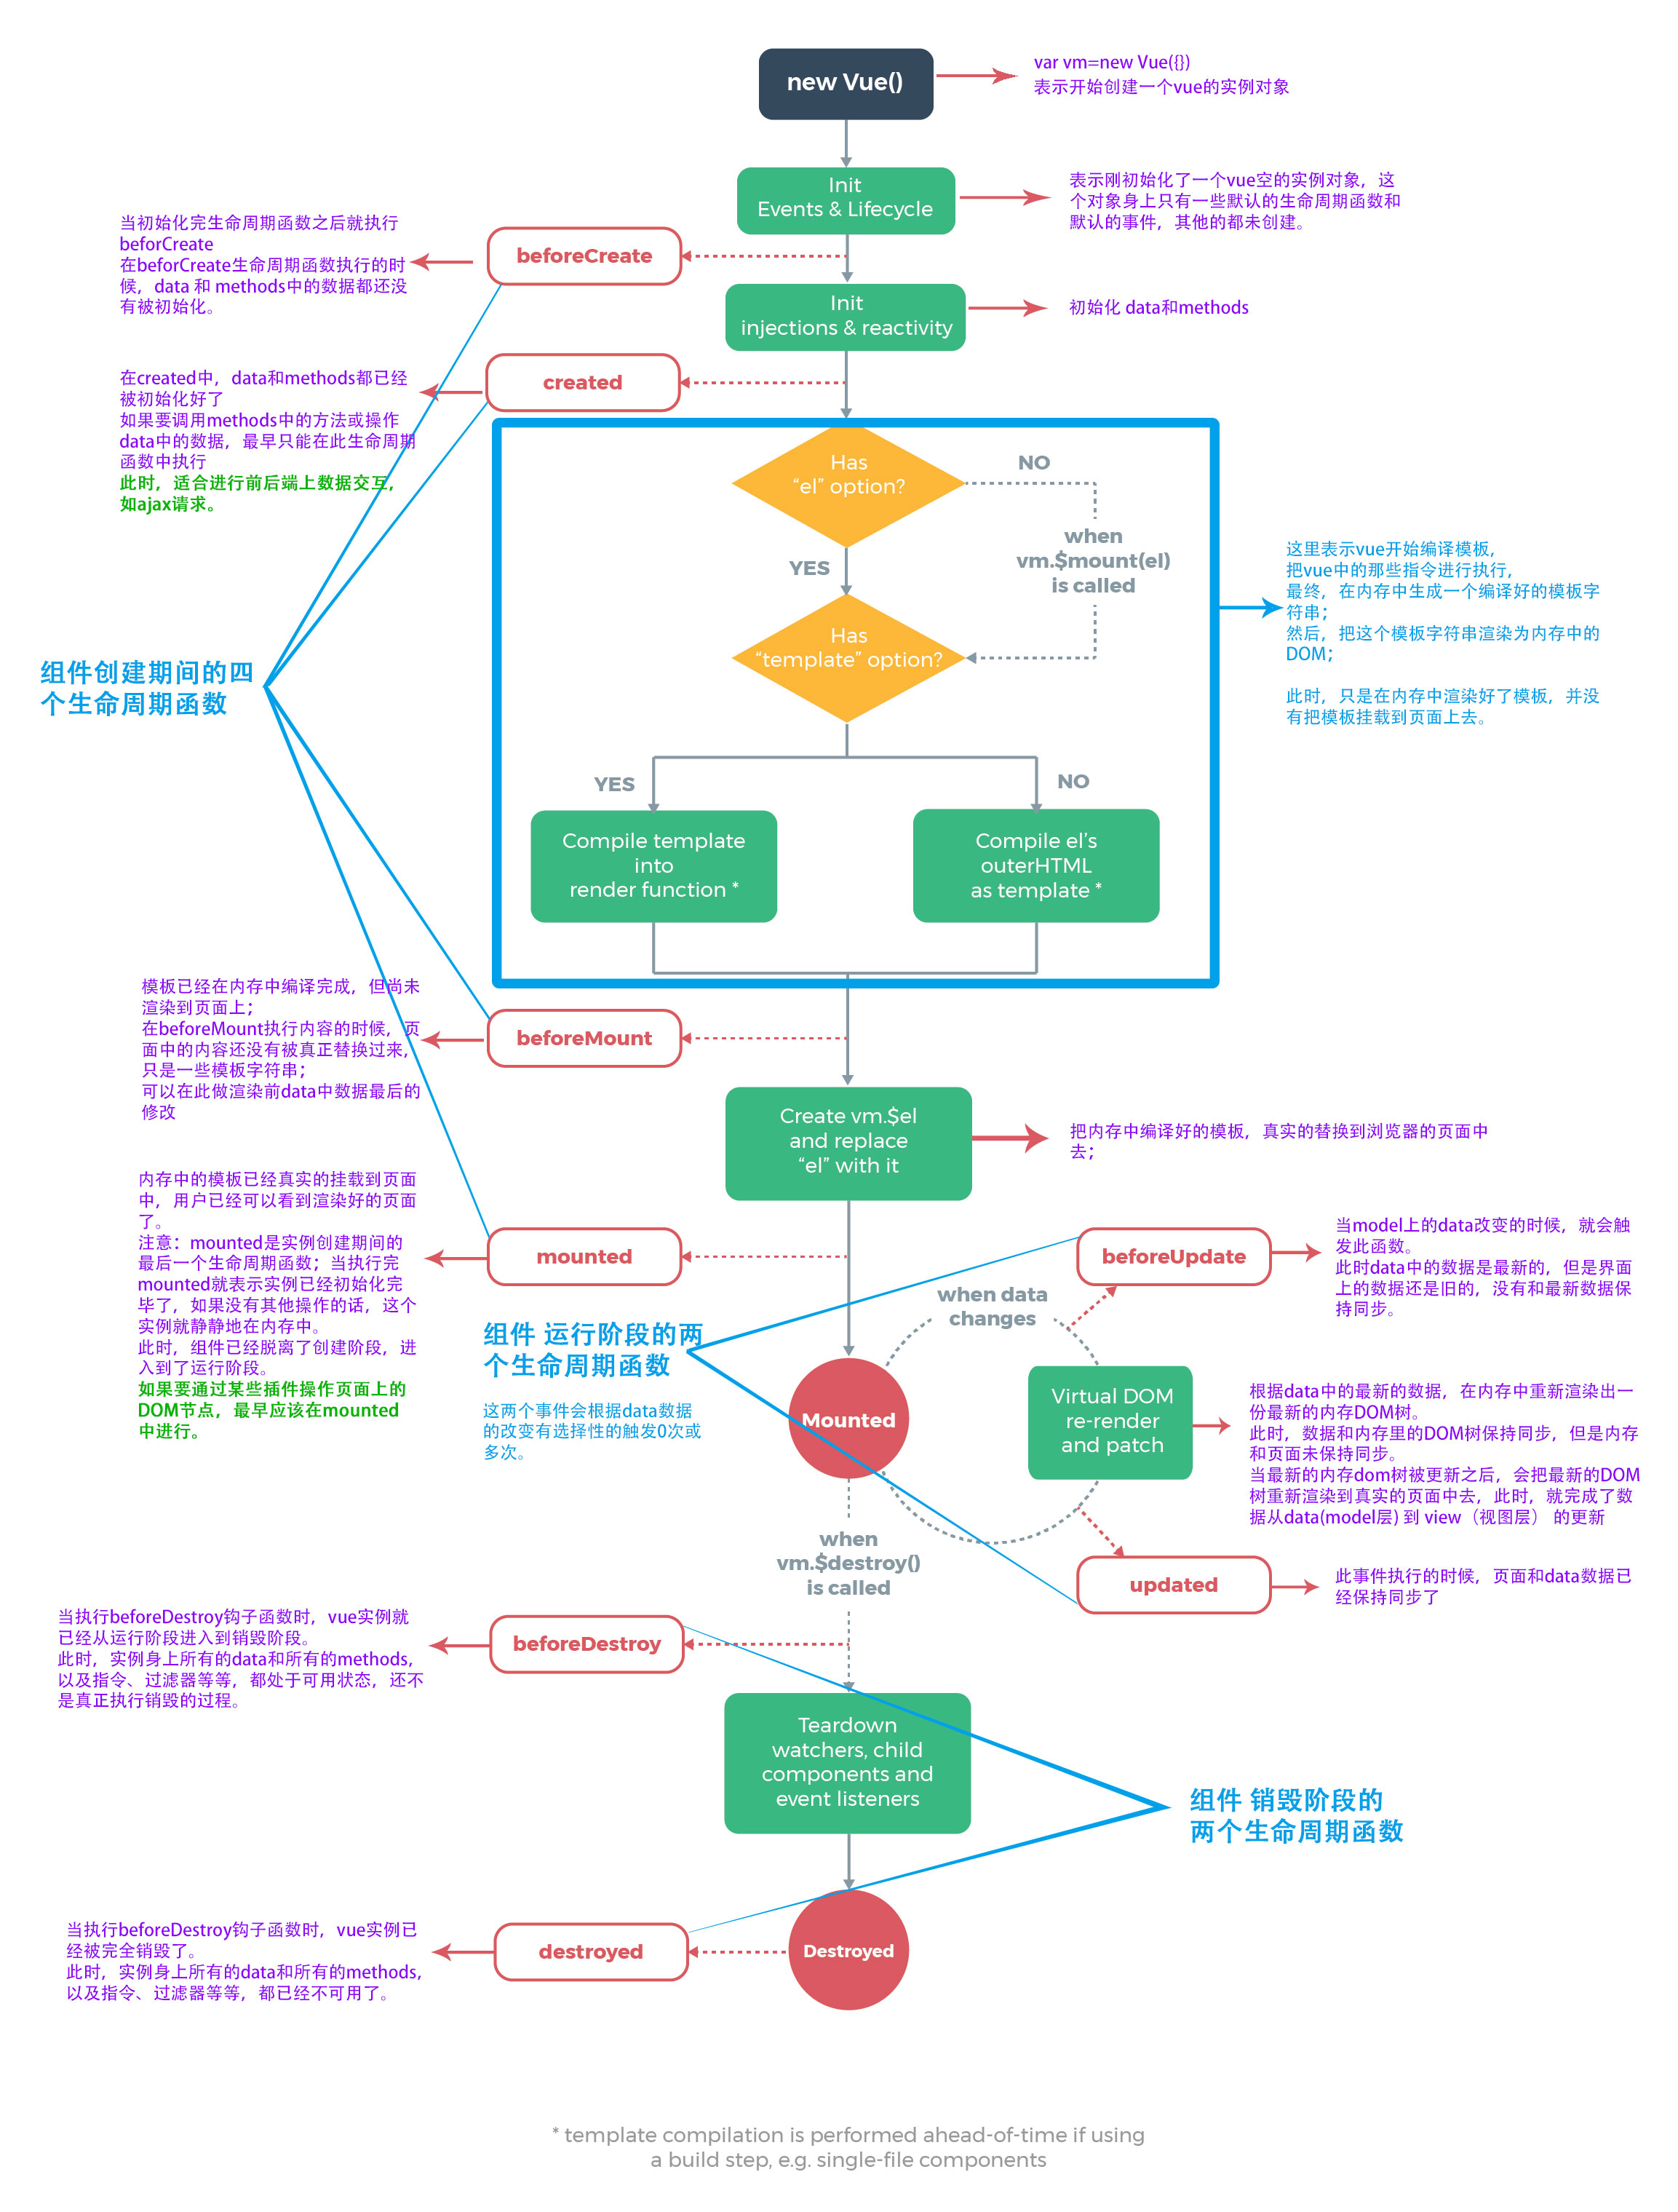 new Vue()
var vm=new Vue({})
表示开始创建一个vue的实例对象
Init
Events & Lifecycle
表示刚初始化了一个vue空的实例对象，这
个对象身上只有一些默认的生命周期函数和
默认的事件，其他的都未创建。
当初始化完生命周期函数之后就执行
beforCreate
在beforCreate生命周期函数执行的时
候，data 和 methods中的数据都还没
有被初始化。
beforeCreate
Init
injections & reactivity
初始化 data和methods
在created中，data和methods都已经
被初始化好了
如果要调用methods中的方法或操作
data中的数据，最早只能在此生命周期
函数中执行
此时，适合进行前后端上数据交互，
如ajax请求。
created
Has
“el” option?
NO
when
vm.$mount(el)
is called
YES
Has
“template” option?
这里表示vue开始编译模板，
把vue中的那些指令进行执行，
最终，在内存中生成一个编译好的模板字
符串；
然后，把这个模板字符串渲染为内存中的
DOM；
此时，只是在内存中渲染好了模板，并没
有把模板挂载到页面上去。
组件创建期间的四
个生命周期函数
YES
NO
Compile template
into
render function *
Compile el’s
outerHTML
as template *
模板已经在内存中编译完成，但尚未
渲染到页面上；
在beforeMount执行内容的时候，页
面中的内容还没有被真正替换过来，
只是一些模板字符串；
可以在此做渲染前data中数据最后的
修改
beforeMount
Create vm.$el
and replace
“el” with it
把内存中编译好的模板，真实的替换到浏览器的页面中
去；
内存中的模板已经真实的挂载到页面
中，用户已经可以看到渲染好的页面
了。
注意：mounted是实例创建期间的
最后一个生命周期函数；当执行完
mounted就表示实例已经初始化完
毕了，如果没有其他操作的话，这个
实例就静静地在内存中。
此时，组件已经脱离了创建阶段，进
入到了运行阶段。
如果要通过某些插件操作页面上的
DOM节点，最早应该在mounted
中进行。
mounted
beforeUpdate
当model上的data改变的时候，就会触
发此函数。
此时data中的数据是最新的，但是界面
上的数据还是旧的，没有和最新数据保
持同步。
when data
changes
组件 运行阶段的两
个生命周期函数
这两个事件会根据data数据
的改变有选择性的触发0次或
多次。
Mounted
Virtual DOM
re-render
and patch
根据data中的最新的数据，在内存中重新渲染出一
份最新的内存DOM树。
此时，数据和内存里的DOM树保持同步，但是内存
和页面未保持同步。
当最新的内存dom树被更新之后，会把最新的DOM
树重新渲染到真实的页面中去，此时，就完成了数
据从data(model层) 到 view（视图层） 的更新
when
vm.$destroy()
is called
updated
此事件执行的时候，页面和data数据已
经保持同步了
当执行beforeDestroy钩子函数时，vue实例就
已经从运行阶段进入到销毁阶段。
此时，实例身上所有的data和所有的methods，
以及指令、过滤器等等，都处于可用状态，还不
是真正执行销毁的过程。
beforeDestroy
Teardown
watchers, child
components and
event listeners
组件 销毁阶段的
两个生命周期函数
当执行beforeDestroy钩子函数时，vue实例已
经被完全销毁了。
此时，实例身上所有的data和所有的methods，
以及指令、过滤器等等，都已经不可用了。
destroyed
Destroyed
* template compilation is performed ahead-of-time if using
a build step, e.g. single-file components